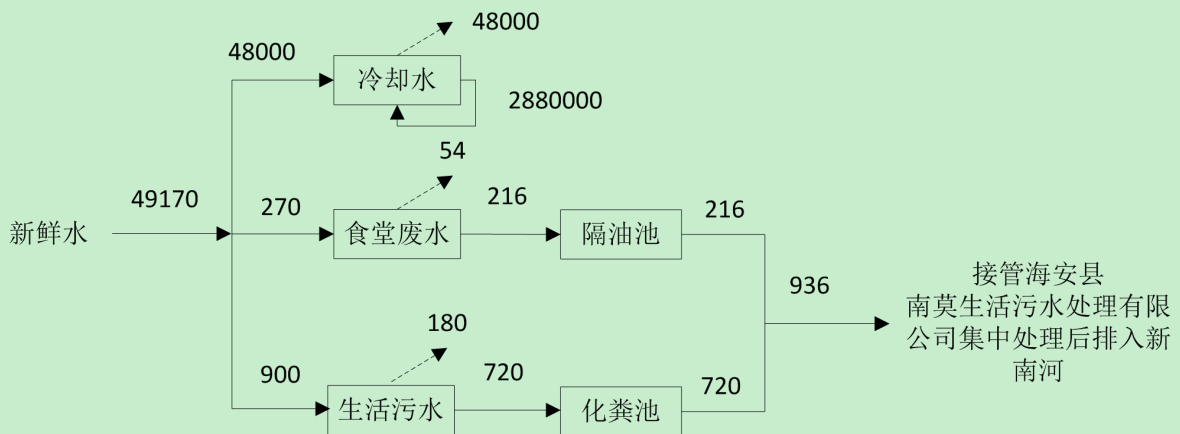 48000
48000
冷却水
2880000
54
49170
270
216
216
新鲜水
食堂废水
隔油池
936
接管海安县
南莫生活污水处理有限
公司集中处理后排入新
南河
180
900
720
720
生活污水
化粪池